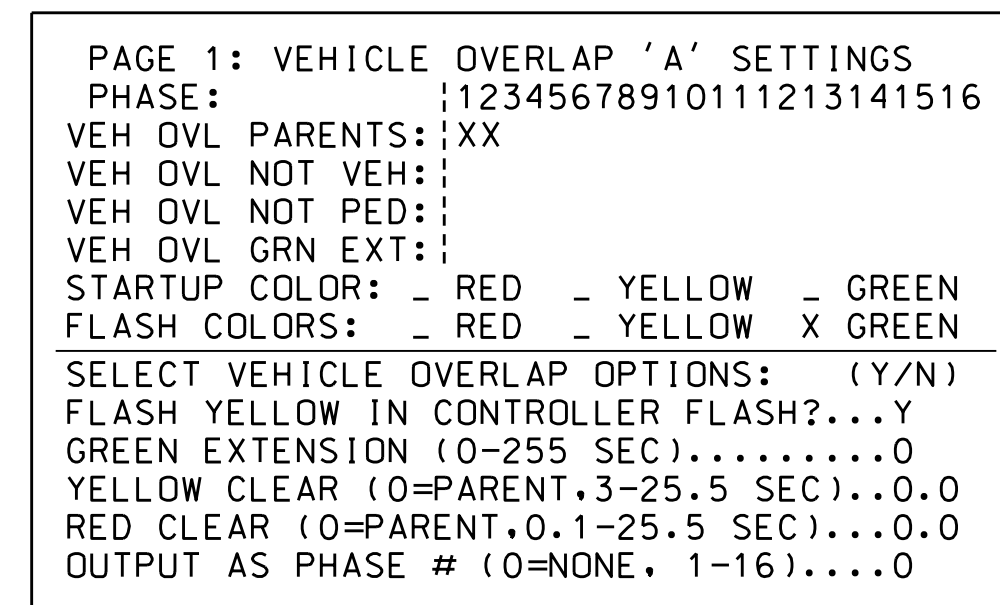 PAGE 1: VEHICLE OVERLAP 'A' SETTINGS
PHASE: ¦12345678910111213141516
VEH OVL PARENTS:¦XX
VEH OVL NOT VEH:¦
VEH OVL NOT PED:¦
VEH OVL GRN EXT:¦
STARTUP COLOR: _ RED _ YELLOW _ GREEN
FLASH COLORS: _ RED _ YELLOW X GREEN
SELECT VEHICLE OVERLAP OPTIONS: (Y/N)
FLASH YELLOW IN CONTROLLER FLASH?...Y
GREEN EXTENSION (0-255 SEC).........0
YELLOW CLEAR (0=PARENT,3-25.5 SEC)..0.0
RED CLEAR (0=PARENT,0.1-25.5 SEC)...0.0
OUTPUT AS PHASE # (0=NONE, 1-16)....0